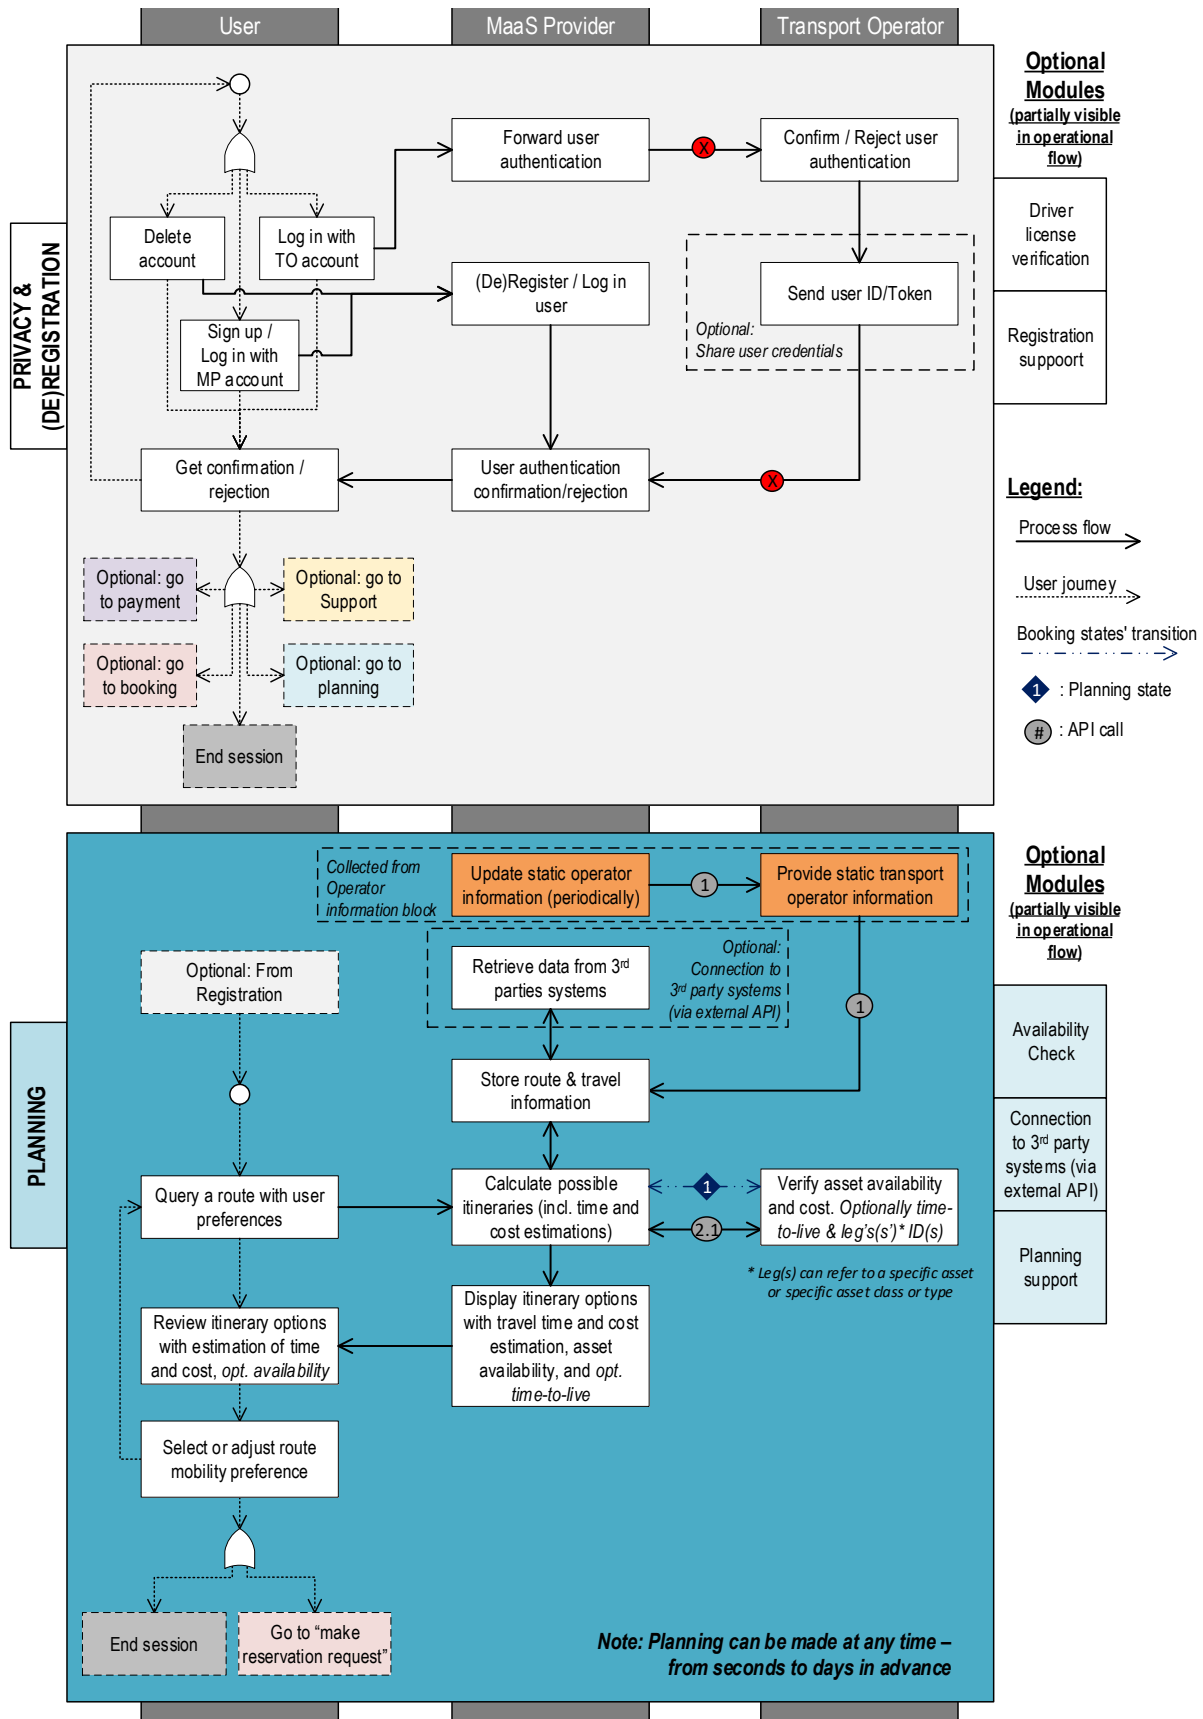 User
MaaS Provider
Transport Operator
PRIVACY &
(DE)REGISTRATION
Forward user
authentication
X
Confirm / Reject user
authentication
Delete
account
Log in with
TO account
(De)Register / Log in
user
Send user ID/Token
Optional:
Share user credentials
Sign up /
Log in with
MP account
Get confirmation /
rejection
User authentication
confirmation/rejection
X
Optional: go
to payment
Optional: go to
Support
Optional: go
to booking
Optional: go to
planning
End session
Optional
Modules
(partially visible
in operational
flow)
Driver
license
verification
Registration
suppoort
Legend:
Process flow
User journey
Booking states' transition
1 : Planning state
# : API call
PLANNING
Collected from
Operator
information block
Update static operator
information (periodically)
1
Provide static transport
operator information
Retrieve data from 3rd
parties systems
Optional:
Connection to
3rd party systems
(via external API)
1
Optional: From
Registration
Store route & travel
information
Query a route with user
preferences
Calculate possible
itineraries (incl. time and
cost estimations)
1
2.1
Verify asset availability
and cost. Optionally time-
to-live & leg's(s')* ID(s)
* Leg(s) can refer to a specific asset
or specific asset class or type
Review itinerary options
with estimation of time
and cost, opt. availability
Display itinerary options
with travel time and cost
estimation, asset
availability, and opt.
time-to-live
Select or adjust route
mobility preference
End session
Go to “make
reservation request”
Note: Planning can be made at any time –
from seconds to days in advance
Optional
Modules
(partially visible
in operational
flow)
Availability
Check
Connection
to 3rd party
systems (via
external API)
Planning
support